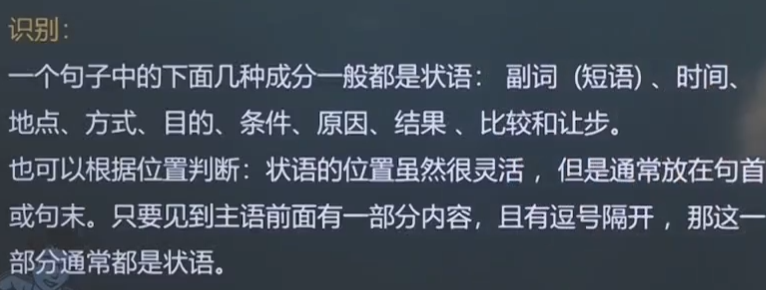 识别：
一个句子中的下面几种成分一般都是状语： 副词（短语）、时间、
地点、方式、目的、条件、原因、结果 、比较和让步。
也可以根据位置判断：状语的位置虽然很灵活 ，但是通常放在句首
或句末。只要见到主语前面有一部分内容，且有逗号隔开 ，那这一
部分通常都是状语。